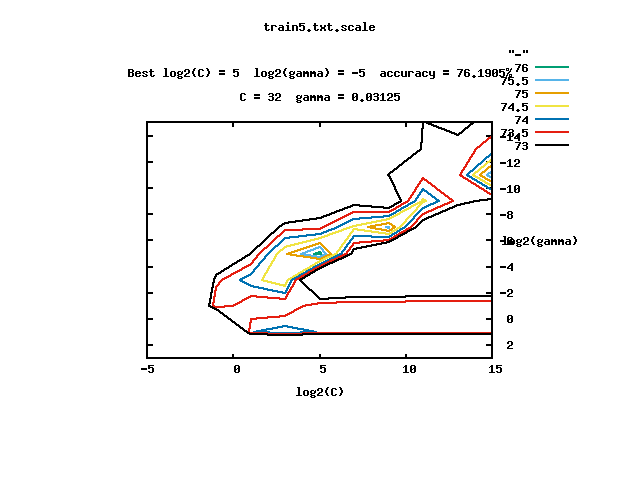 train5.txt.scale
"-"
76
Best log2(C) = 5  log2(gamma) = -5  accuracy = 76.1905%
75.5
75
C = 32  gamma = 0.03125
74.5
74
73.5
73
-14
-12
-10
-8
-6
log2(gamma)
-4
-2
0
2
-5 0 5 10 15
log2(C)